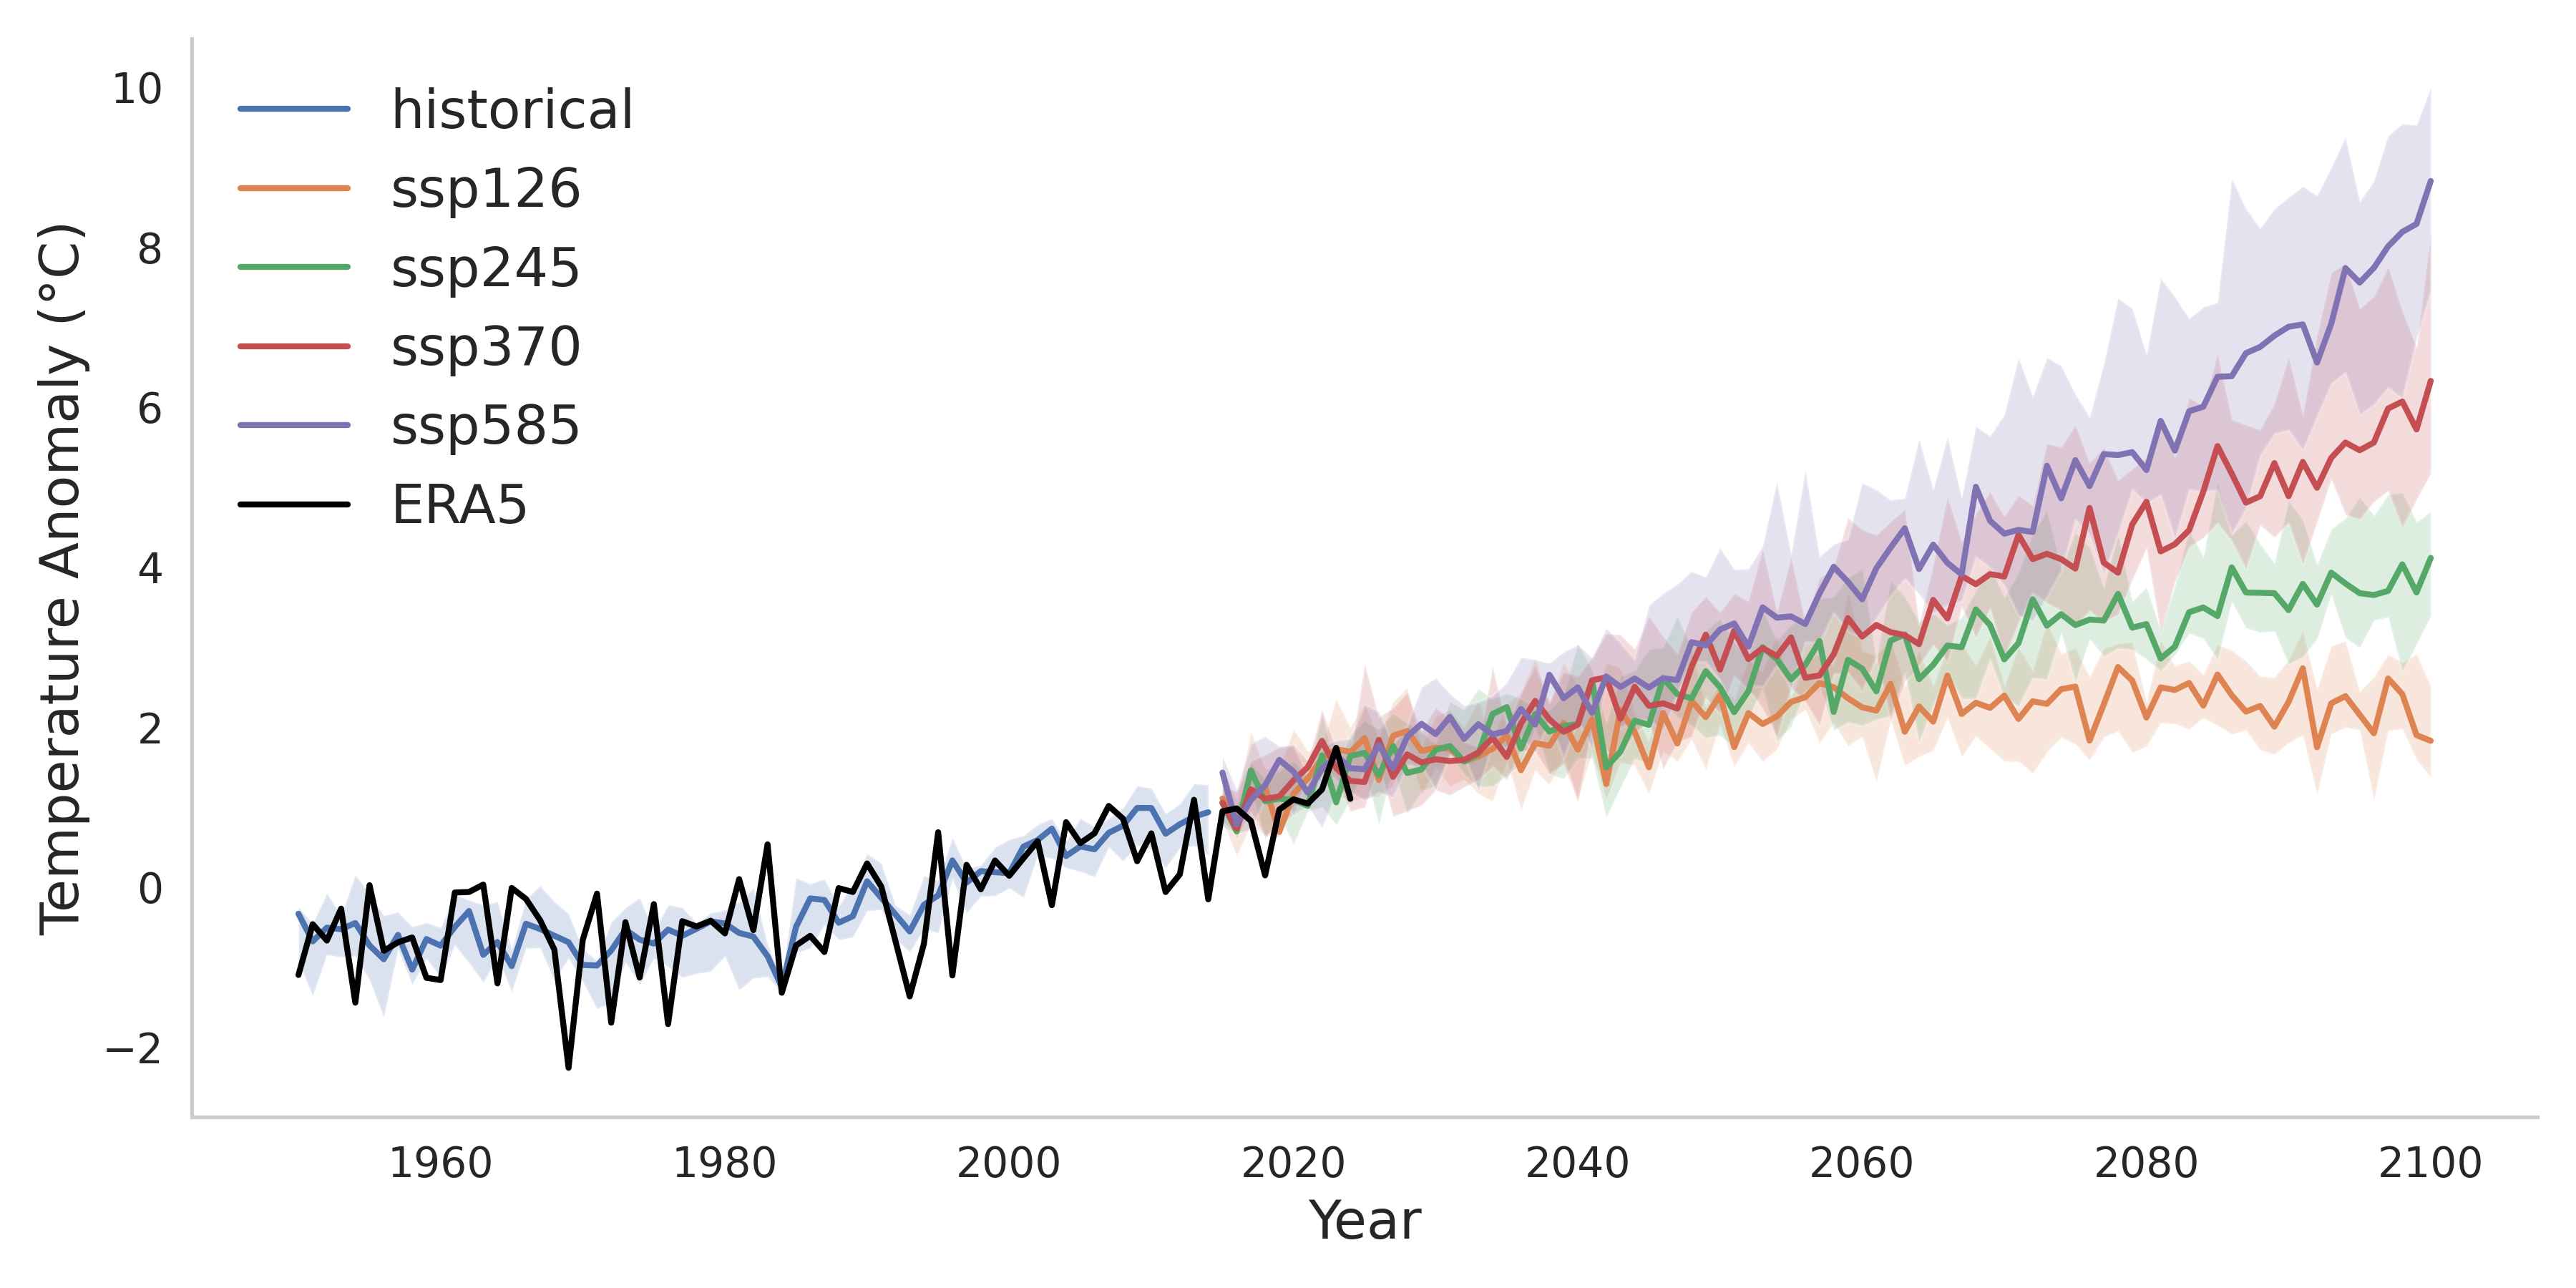 Temperature Anomaly (°C)
10
8
6
4
2
0
−2
historical
ssp126
ssp245
ssp370
ssp585
ERA5
1960 1980 2000 2020 2040 2060 2080 2100
Year